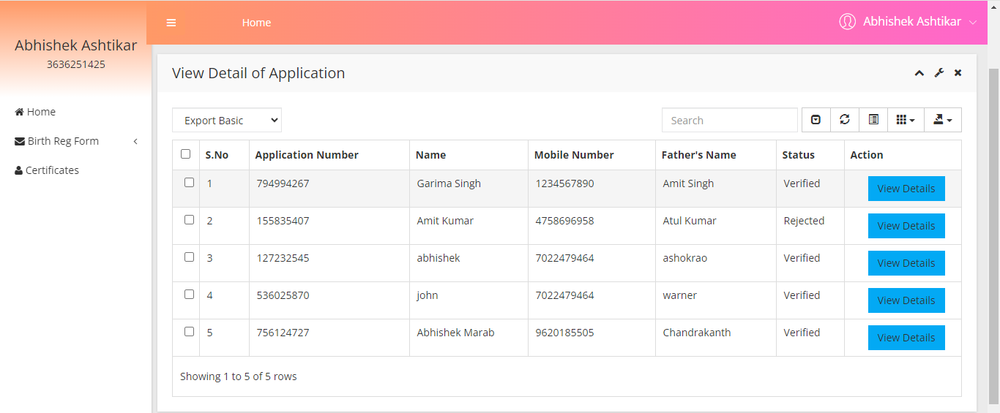 Abhishek Ashtikar
3636251425
Home
Birth Reg Form
Certificates
Home
Abhishek Ashtikar
View Detail of Application
Export Basic
Search
S.No Application Number Name Mobile Number Father's Name Status Action
1 794994267 Garima Singh 1234567890 Amit Singh Verified View Details
2 155835407 Amit Kumar 4758696958 Atul Kumar Rejected View Details
3 127232545 abhishek 7022479464 ashokrao Verified View Details
4 536025870 john 7022479464 warner Verified View Details
5 756124727 Abhishek Marab 9620185505 Chandrakanth Verified View Details
Showing 1 to 5 of 5 rows